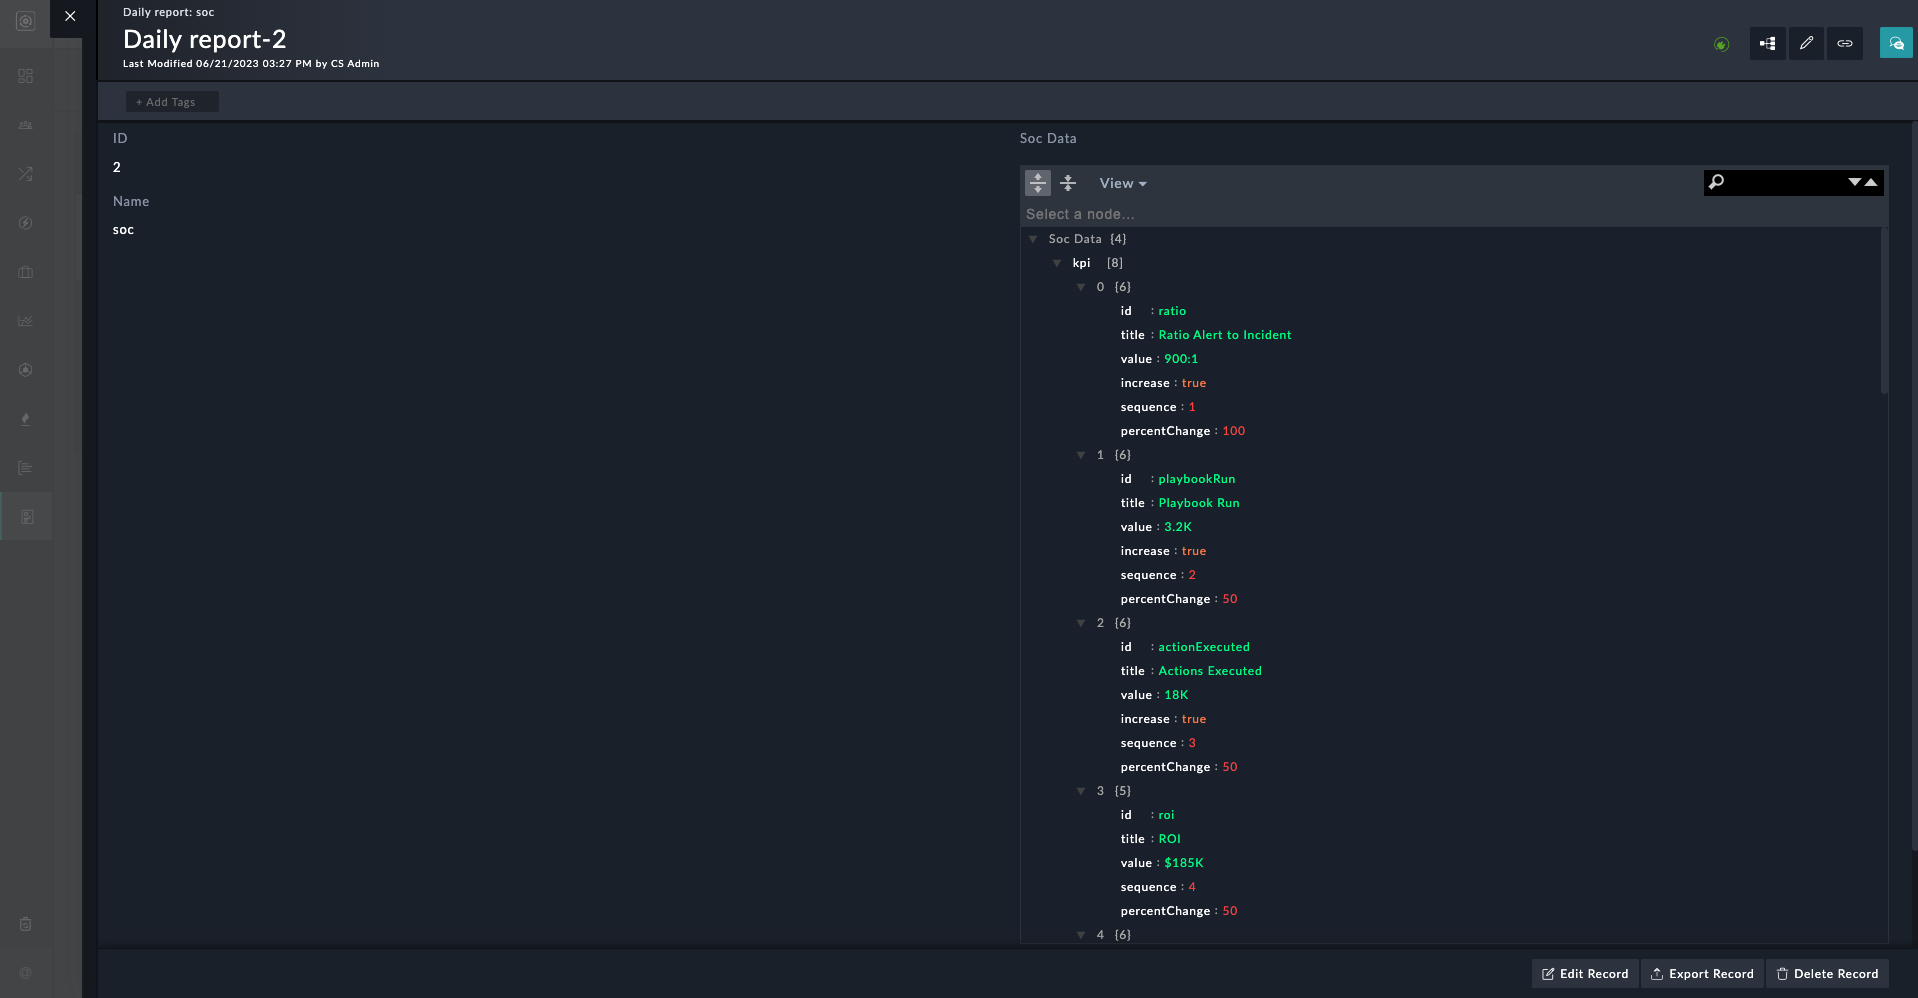 Daily report: soc
Daily report-2
Last Modified 06/21/2023 03:27 PM by CS Admin
+ Add Tags
ID
2
Name
soc
Soc Data
View
Select a node...
Soc Data {4}
kpi [8]
0 {6}
id : ratio
title : Ratio Alert to Incident
value : 900:1
increase : true
sequence : 1
percentChange : 100
1 {6}
id : playbookRun
title : Playbook Run
value : 3.2K
increase : true
sequence : 2
percentChange : 50
2 {6}
id : actionExecuted
title : Actions Executed
value : 18K
increase : true
sequence : 3
percentChange : 50
3 {5}
id : roi
title : ROI
value : $185K
sequence : 4
percentChange : 50
4 {6}
Edit Record Export Record Delete Record